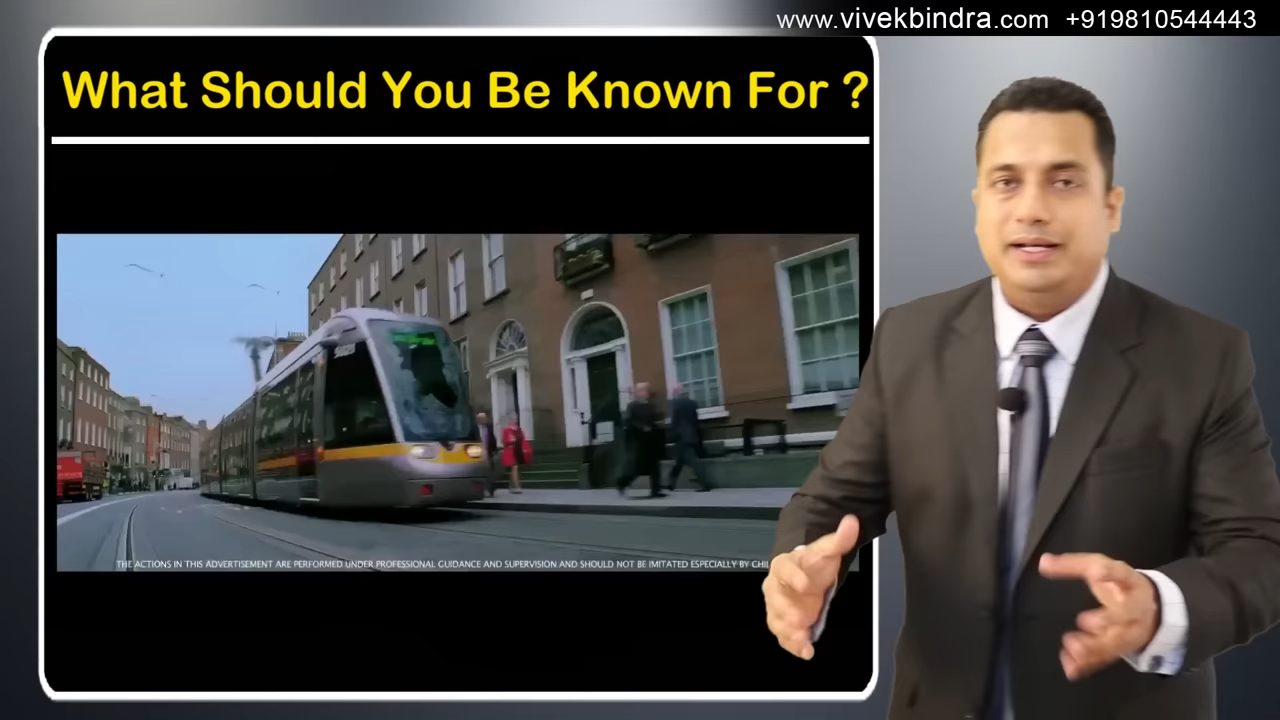 www.vivekbindra.com +919810544443
What Should You Be Known For ?
THE ACTIONS IN THIS ADVERTISEMENT ARE PERFORMED UNDER PROFESSIONAL GUIDANCE AND SUPERVISION AND SHOULD NOT BE IMITATED ESPECIALLY BY